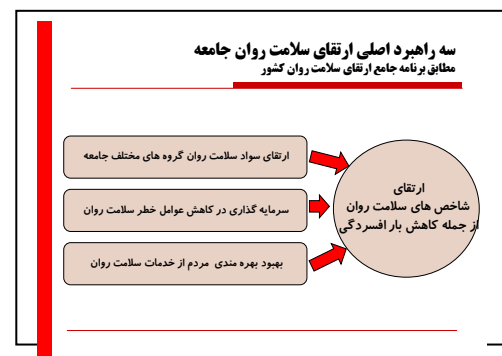 سه راهبرد اصلی ارتقای سلامت روان جامعه
مطابق برنامه جامع ارتقای سلامت روان کشور
ارتقای سواد سلامت روان گروه های مختلف جامعه
سرمایه گذاری در کاهش عوامل خطر سلامت روان
بهبود بهره مندی مردم از خدمات سلامت روان
ارتقای
شاخص های سلامت روان
از جمله کاهش بار افسردگی